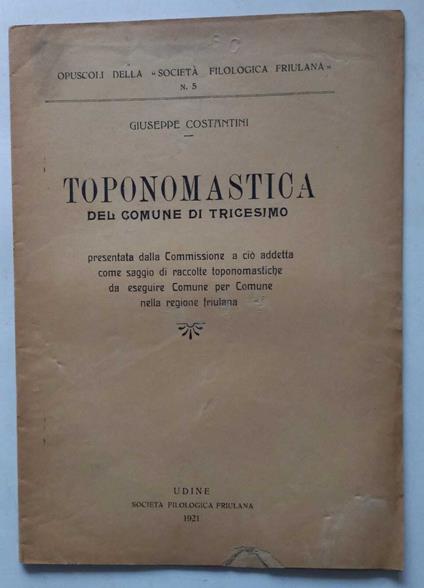 OPUSCOLI DELLA «SOCIETÀ FILOLOGICA FRIULANA»
N. 5
GIUSEPPE COSTANTINI
TOPONOMASTICA
DEL COMUNE DI TRICESIMO
presentata dalla Commissione a ciò addetta
come saggio di raccolte toponomastiche
da eseguire Comune per Comune
nella regione friulana
UDINE
SOCIETÀ FILOLOGICA FRIULANA
1921